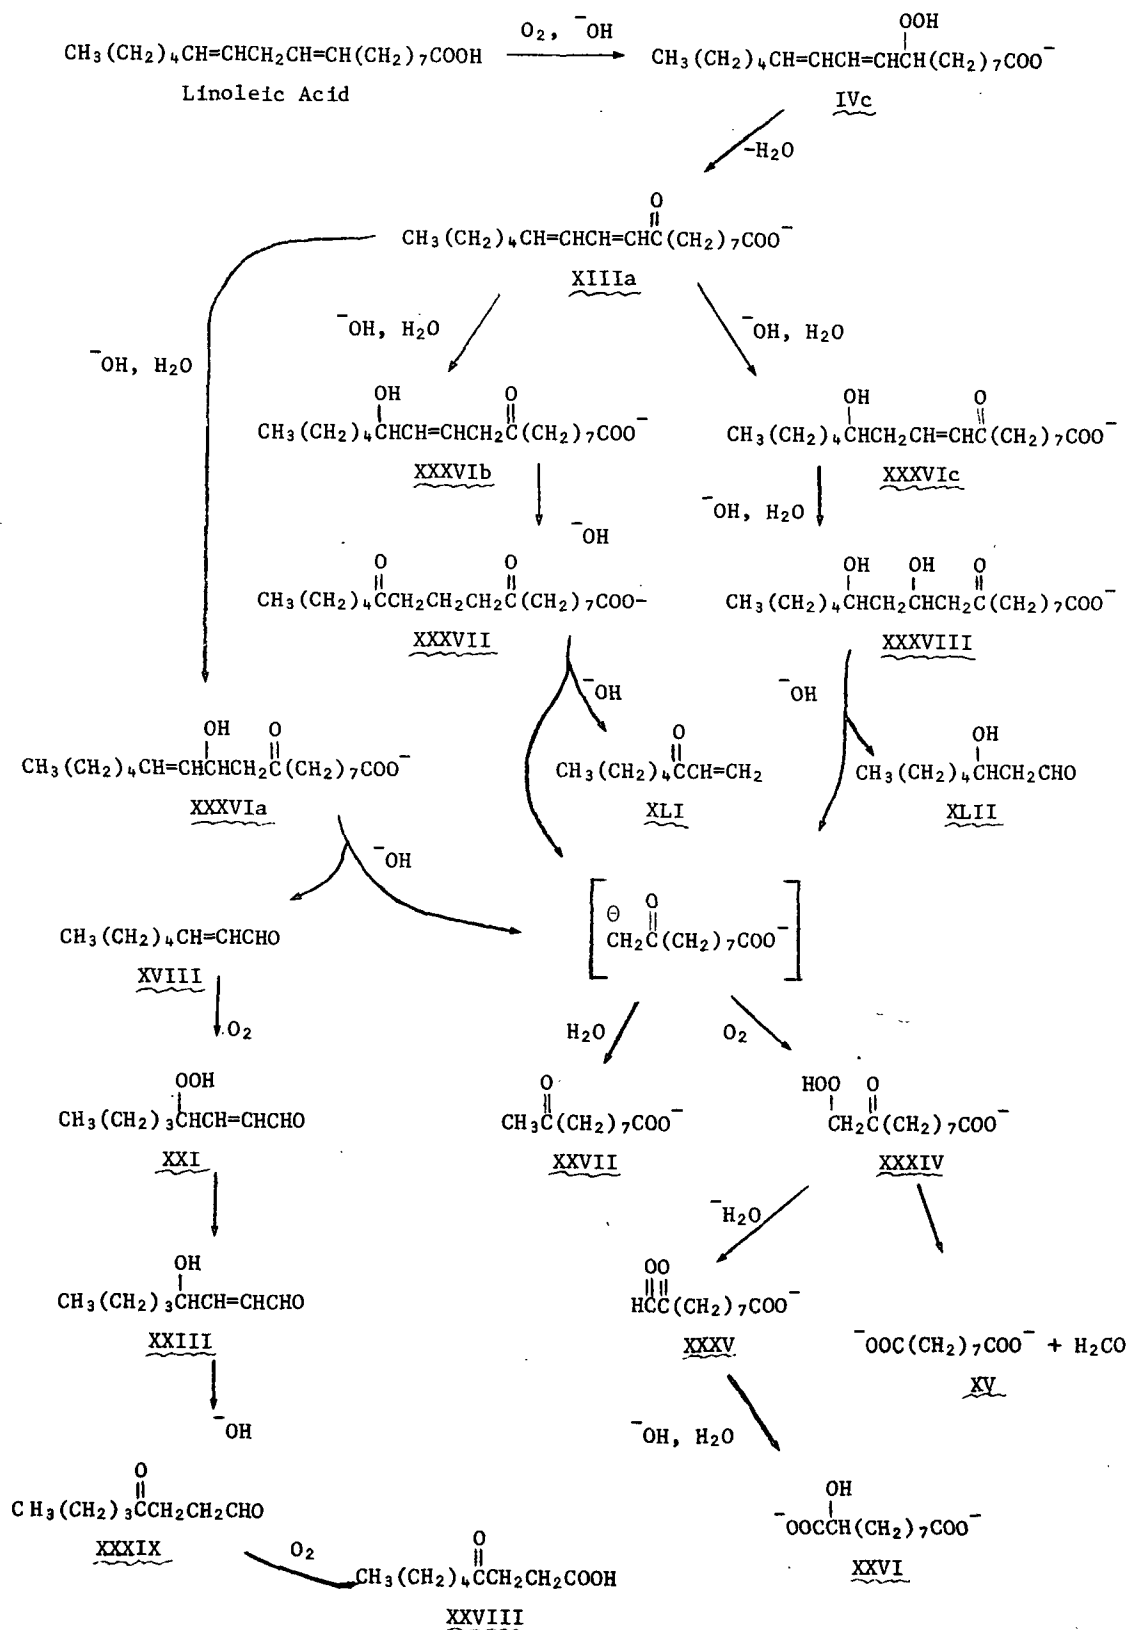 CH₃(CH₂)₄CH=CHCH₂CH=CH(CH₂)₇COOH
Linoleic Acid
O₂, ⁻OH
OOH
CH₃(CH₂)₄CH=CHCH=CHCH(CH₂)₇COO⁻
IVc
-H₂O
O
CH₃(CH₂)₄CH=CHCH=CHC(CH₂)₇COO⁻
XIIIa
⁻OH, H₂O
⁻OH, H₂O
⁻OH, H₂O
OH O
CH₃(CH₂)₄CHCH=CHCH₂C(CH₂)₇COO⁻
XXXVIb
OH O
CH₃(CH₂)₄CHCH₂CH=CHC(CH₂)₇COO⁻
XXXVIc
⁻OH
⁻OH, H₂O
O O
CH₃(CH₂)₄CCH₂CH₂CH₂C(CH₂)₇COO-
XXXVII
OH OH O
CH₃(CH₂)₄CHCH₂CHCH₂C(CH₂)₇COO⁻
XXXVIII
⁻OH
⁻OH
OH O
CH₃(CH₂)₄CH=CHCHCH₂C(CH₂)₇COO⁻
XXXVIa
O
CH₃(CH₂)₄CCH=CH₂
XLI
OH
CH₃(CH₂)₄CHCH₂CHO
XLII
⁻OH
CH₃(CH₂)₄CH=CHCHO
XVIII
⊖ O
CH₂C(CH₂)₇COO⁻
O₂
H₂O
O₂
OOH
CH₃(CH₂)₃CHCH=CHCHO
XXI
O
CH₃C(CH₂)₇COO⁻
XXVII
HOO O
CH₂C(CH₂)₇COO⁻
XXXIV
⁻H₂O
OH
CH₃(CH₂)₃CHCH=CHCHO
XXIII
OO
HCC(CH₂)₇COO⁻
XXXV
⁻OOC(CH₂)₇COO⁻ + H₂CO
XV
⁻OH
⁻OH, H₂O
O
CH₃(CH₂)₃CCH₂CH₂CHO
XXXIX
OH
⁻OOCCH(CH₂)₇COO⁻
XXVI
O₂
O
CH₃(CH₂)₄CCH₂CH₂COOH
XXVIII